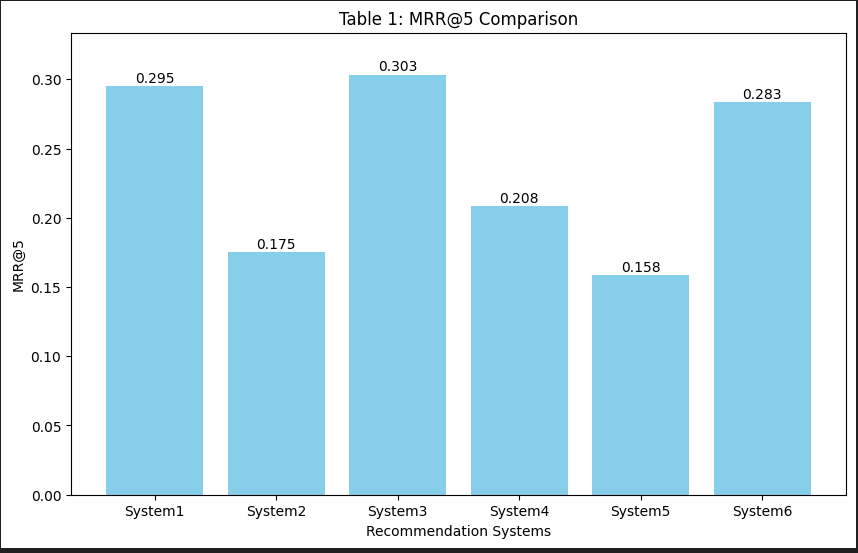 Table 1: MRR@5 Comparison
MRR@5
0.30
0.25
0.20
0.15
0.10
0.05
0.00
0.295
0.175
0.303
0.208
0.158
0.283
System1
System2
System3
System4
System5
System6
Recommendation Systems